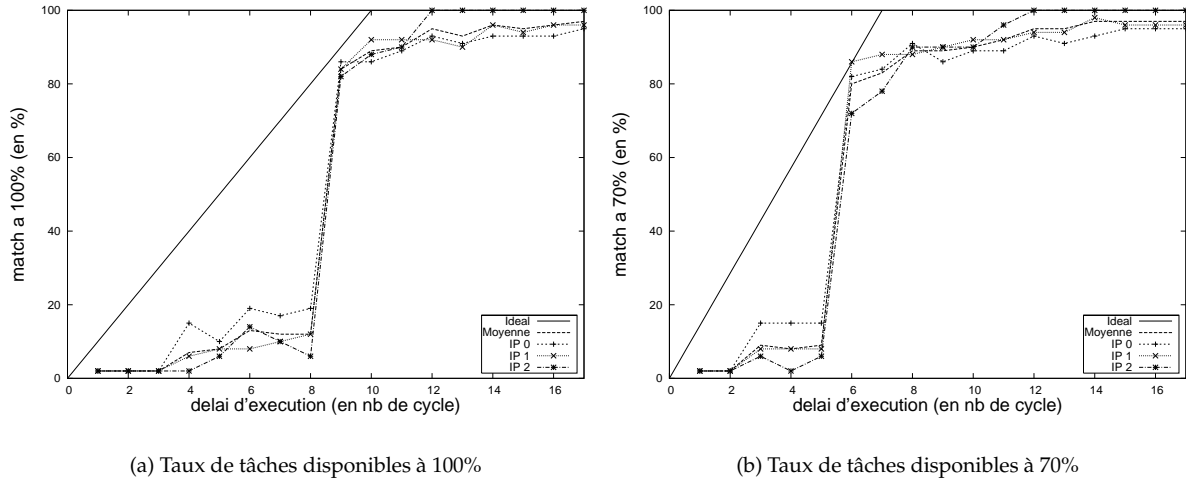 100
80
60
40
20
0
match a 100% (en %)
0 2 4 6 8 10 12 14 16
delai d'execution (en nb de cycle)
Ideal
Moyenne
IP 0
IP 1
IP 2
(a) Taux de tâches disponibles à 100%
100
80
60
40
20
0
match a 70% (en %)
0 2 4 6 8 10 12 14 16
delai d'execution (en nb de cycle)
Ideal
Moyenne
IP 0
IP 1
IP 2
(b) Taux de tâches disponibles à 70%